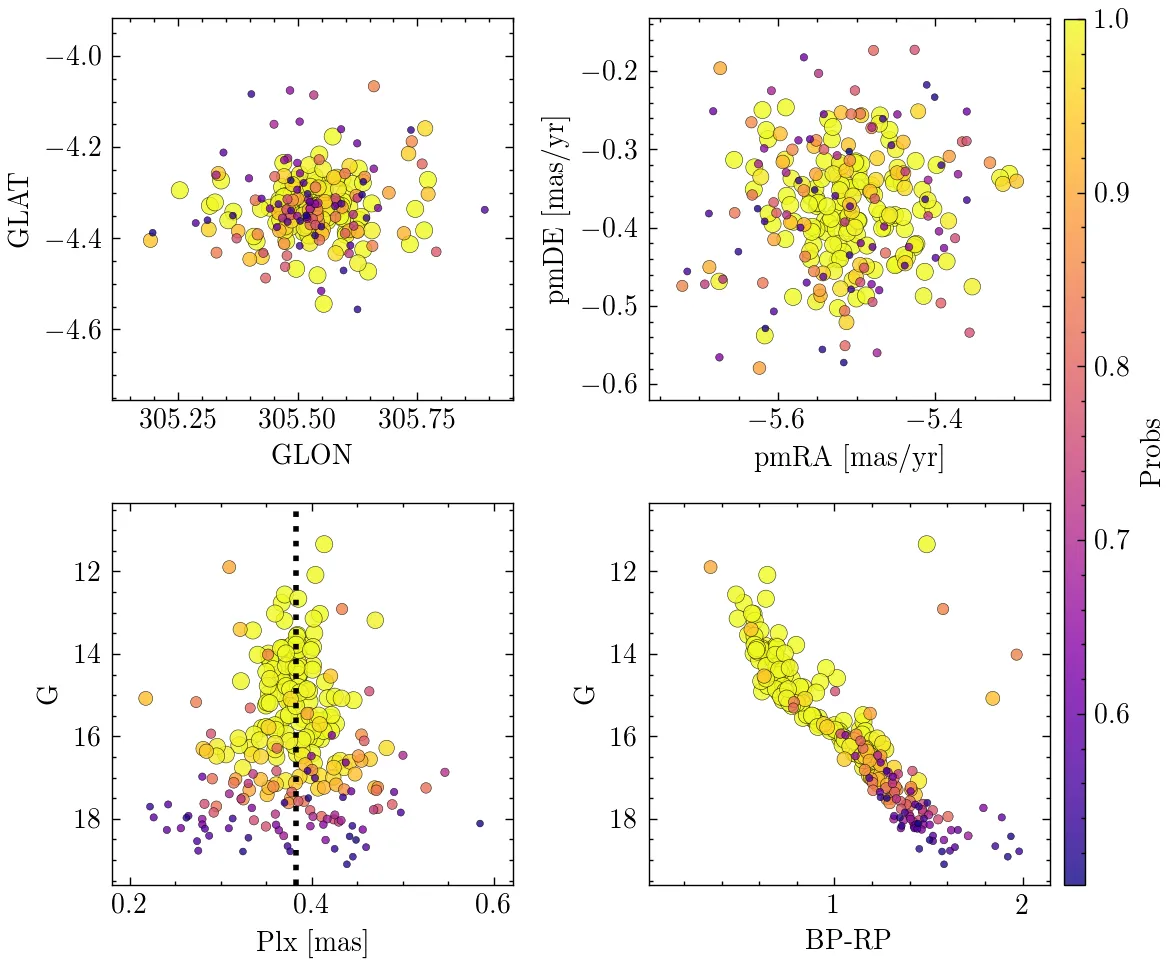 −4.0
−4.2
−4.4
−4.6
GLAT
305.25 305.50 305.75
GLON
−0.2
−0.3
−0.4
−0.5
−0.6
pmDE [mas/yr]
−5.6 −5.4
pmRA [mas/yr]
1.0
0.9
0.8
0.7
0.6
Probs
12
14
16
18
G
0.2 0.4 0.6
Plx [mas]
12
14
16
18
G
1 2
BP-RP